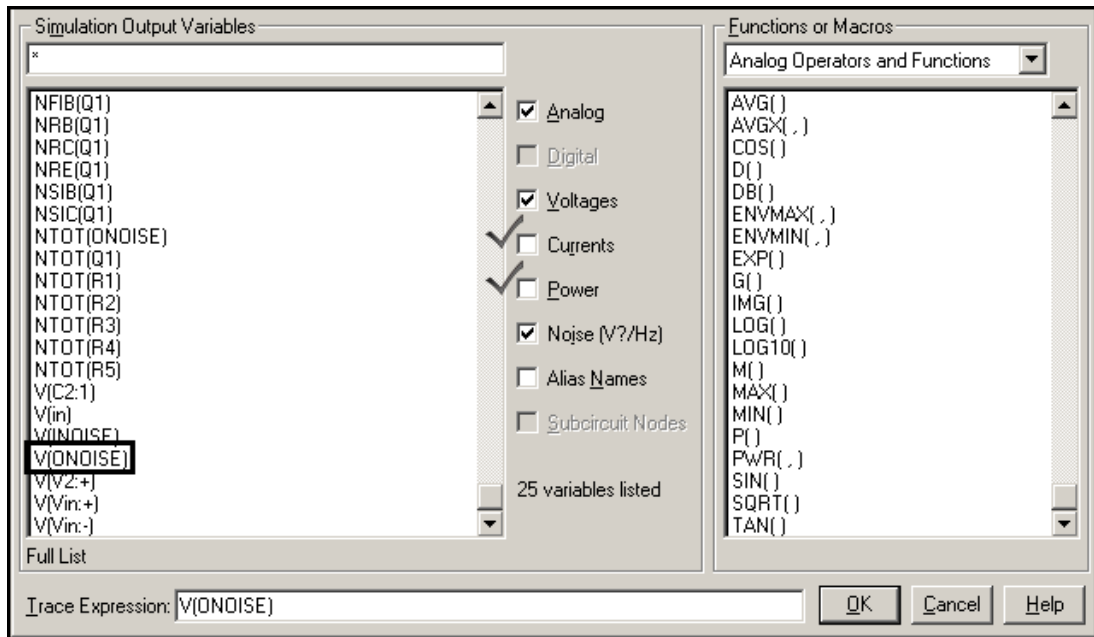 Simulation Output Variables
*
NFIB(Q1)
NRB(Q1)
NRC(Q1)
NRE(Q1)
NSIB(Q1)
NSIC(Q1)
NTOT(ONOISE)
NTOT(Q1)
NTOT(R1)
NTOT(R2)
NTOT(R3)
NTOT(R4)
NTOT(R5)
V(C2:1)
V(in)
V(INOISE)
V(ONOISE)
V(V2:+)
V(Vin:+)
V(Vin:-)
Full List
Analog
Digital
Voltages
Currents
Power
Noise (V?/Hz)
Alias Names
Subcircuit Nodes
25 variables listed
Functions or Macros
Analog Operators and Functions
AVG( )
AVGX( , )
COS( )
D( )
DB( )
ENVMAX( , )
ENVMIN( , )
EXP( )
G( )
IMG( )
LOG( )
LOG10( )
M( )
MAX( )
MIN( )
P( )
PWR( , )
SIN( )
SQRT( )
TAN( )
Trace Expression: V(ONOISE)
OK
Cancel
Help